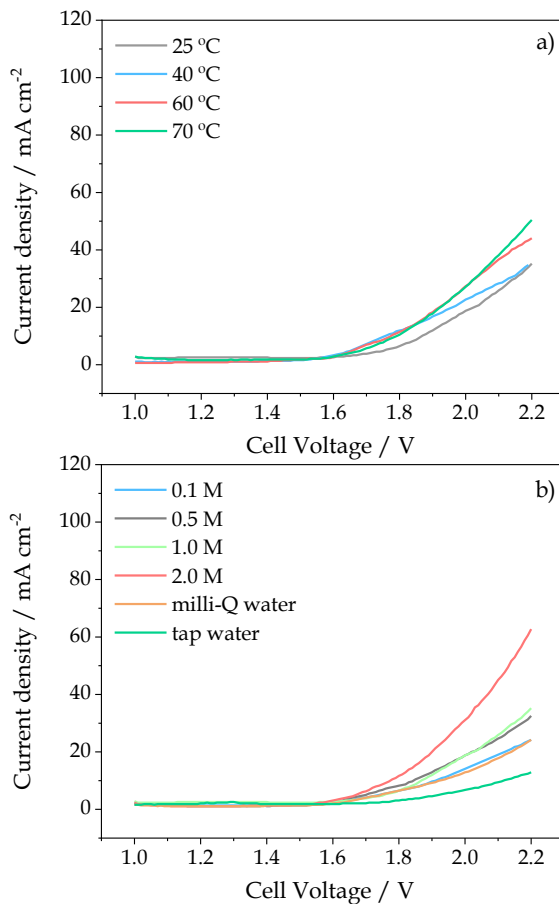 a)
25 ºC
40 ºC
60 ºC
70 ºC
Current density / mA cm⁻²
120
100
80
60
40
20
0
1.0 1.2 1.4 1.6 1.8 2.0 2.2
Cell Voltage / V
b)
0.1 M
0.5 M
1.0 M
2.0 M
milli-Q water
tap water
Current density / mA cm⁻²
120
100
80
60
40
20
0
1.0 1.2 1.4 1.6 1.8 2.0 2.2
Cell Voltage / V